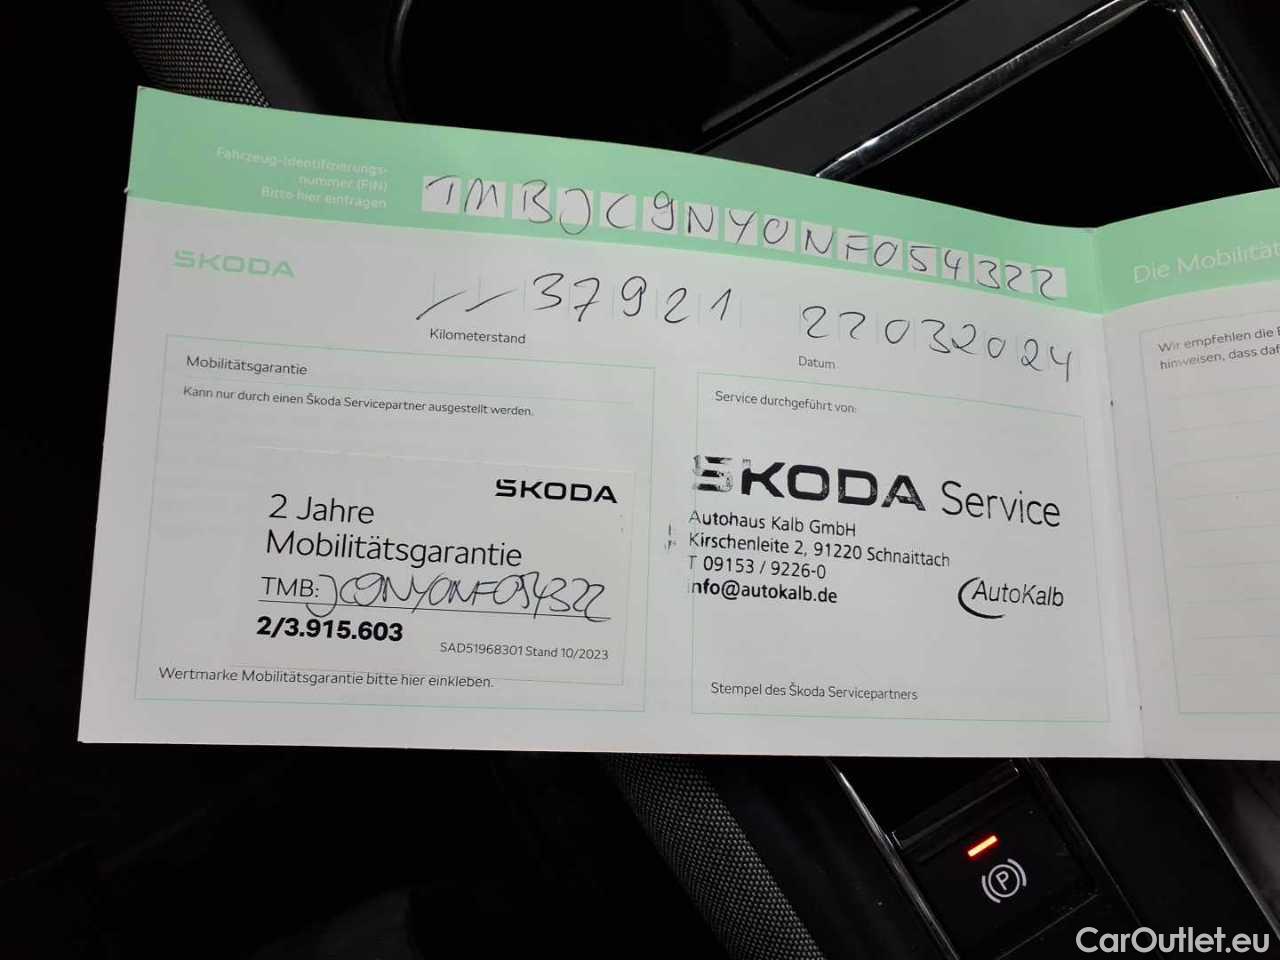 Fahrzeug-Identifizierungs-
nummer (FIN)
Bitte hier eintragen
TMBJC9NY0NF054322
ŠKODA
37921
Kilometerstand
22032024
Datum
Mobilitätsgarantie
Kann nur durch einen Škoda Servicepartner ausgestellt werden.
ŠKODA
2 Jahre
Mobilitätsgarantie
TMB: JC9NY0NF054322
2/3.915.603
SAD51968301 Stand 10/2023
Wertmarke Mobilitätsgarantie bitte hier einkleben.
Service durchgeführt von:
ŠKODA Service
Autohaus Kalb GmbH
Kirschenleite 2, 91220 Schnaittach
T 09153 / 9226-0
info@autokalb.de
AutoKalb
Stempel des Škoda Servicepartners
Die Mobilität
Wir empfehlen die
hinweisen, dass daf
P
CarOutlet.eu